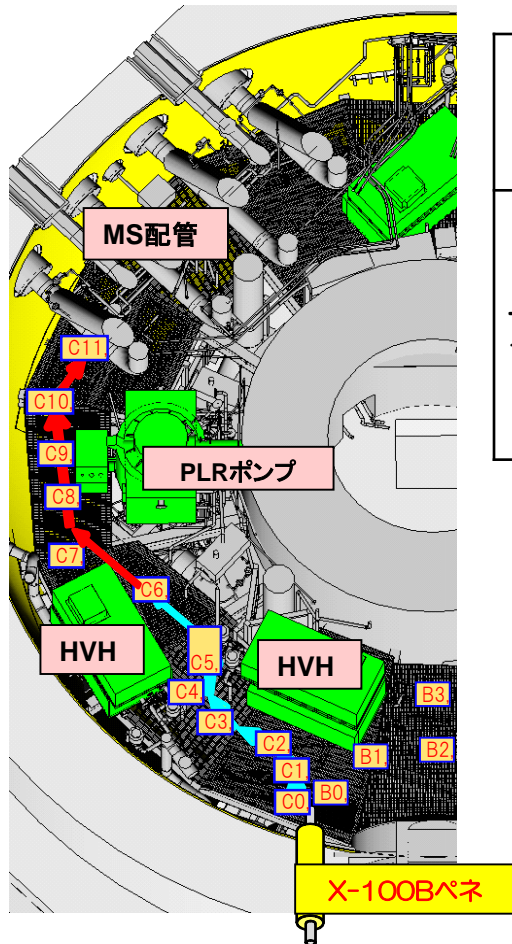 MS配管
C11
C10
C9
PLRポンプ
C8
C7
C6
HVH
HVH
C5
C4
B3
C3
C2
B2
B1
C1
B0
C0
X-100Bペネ